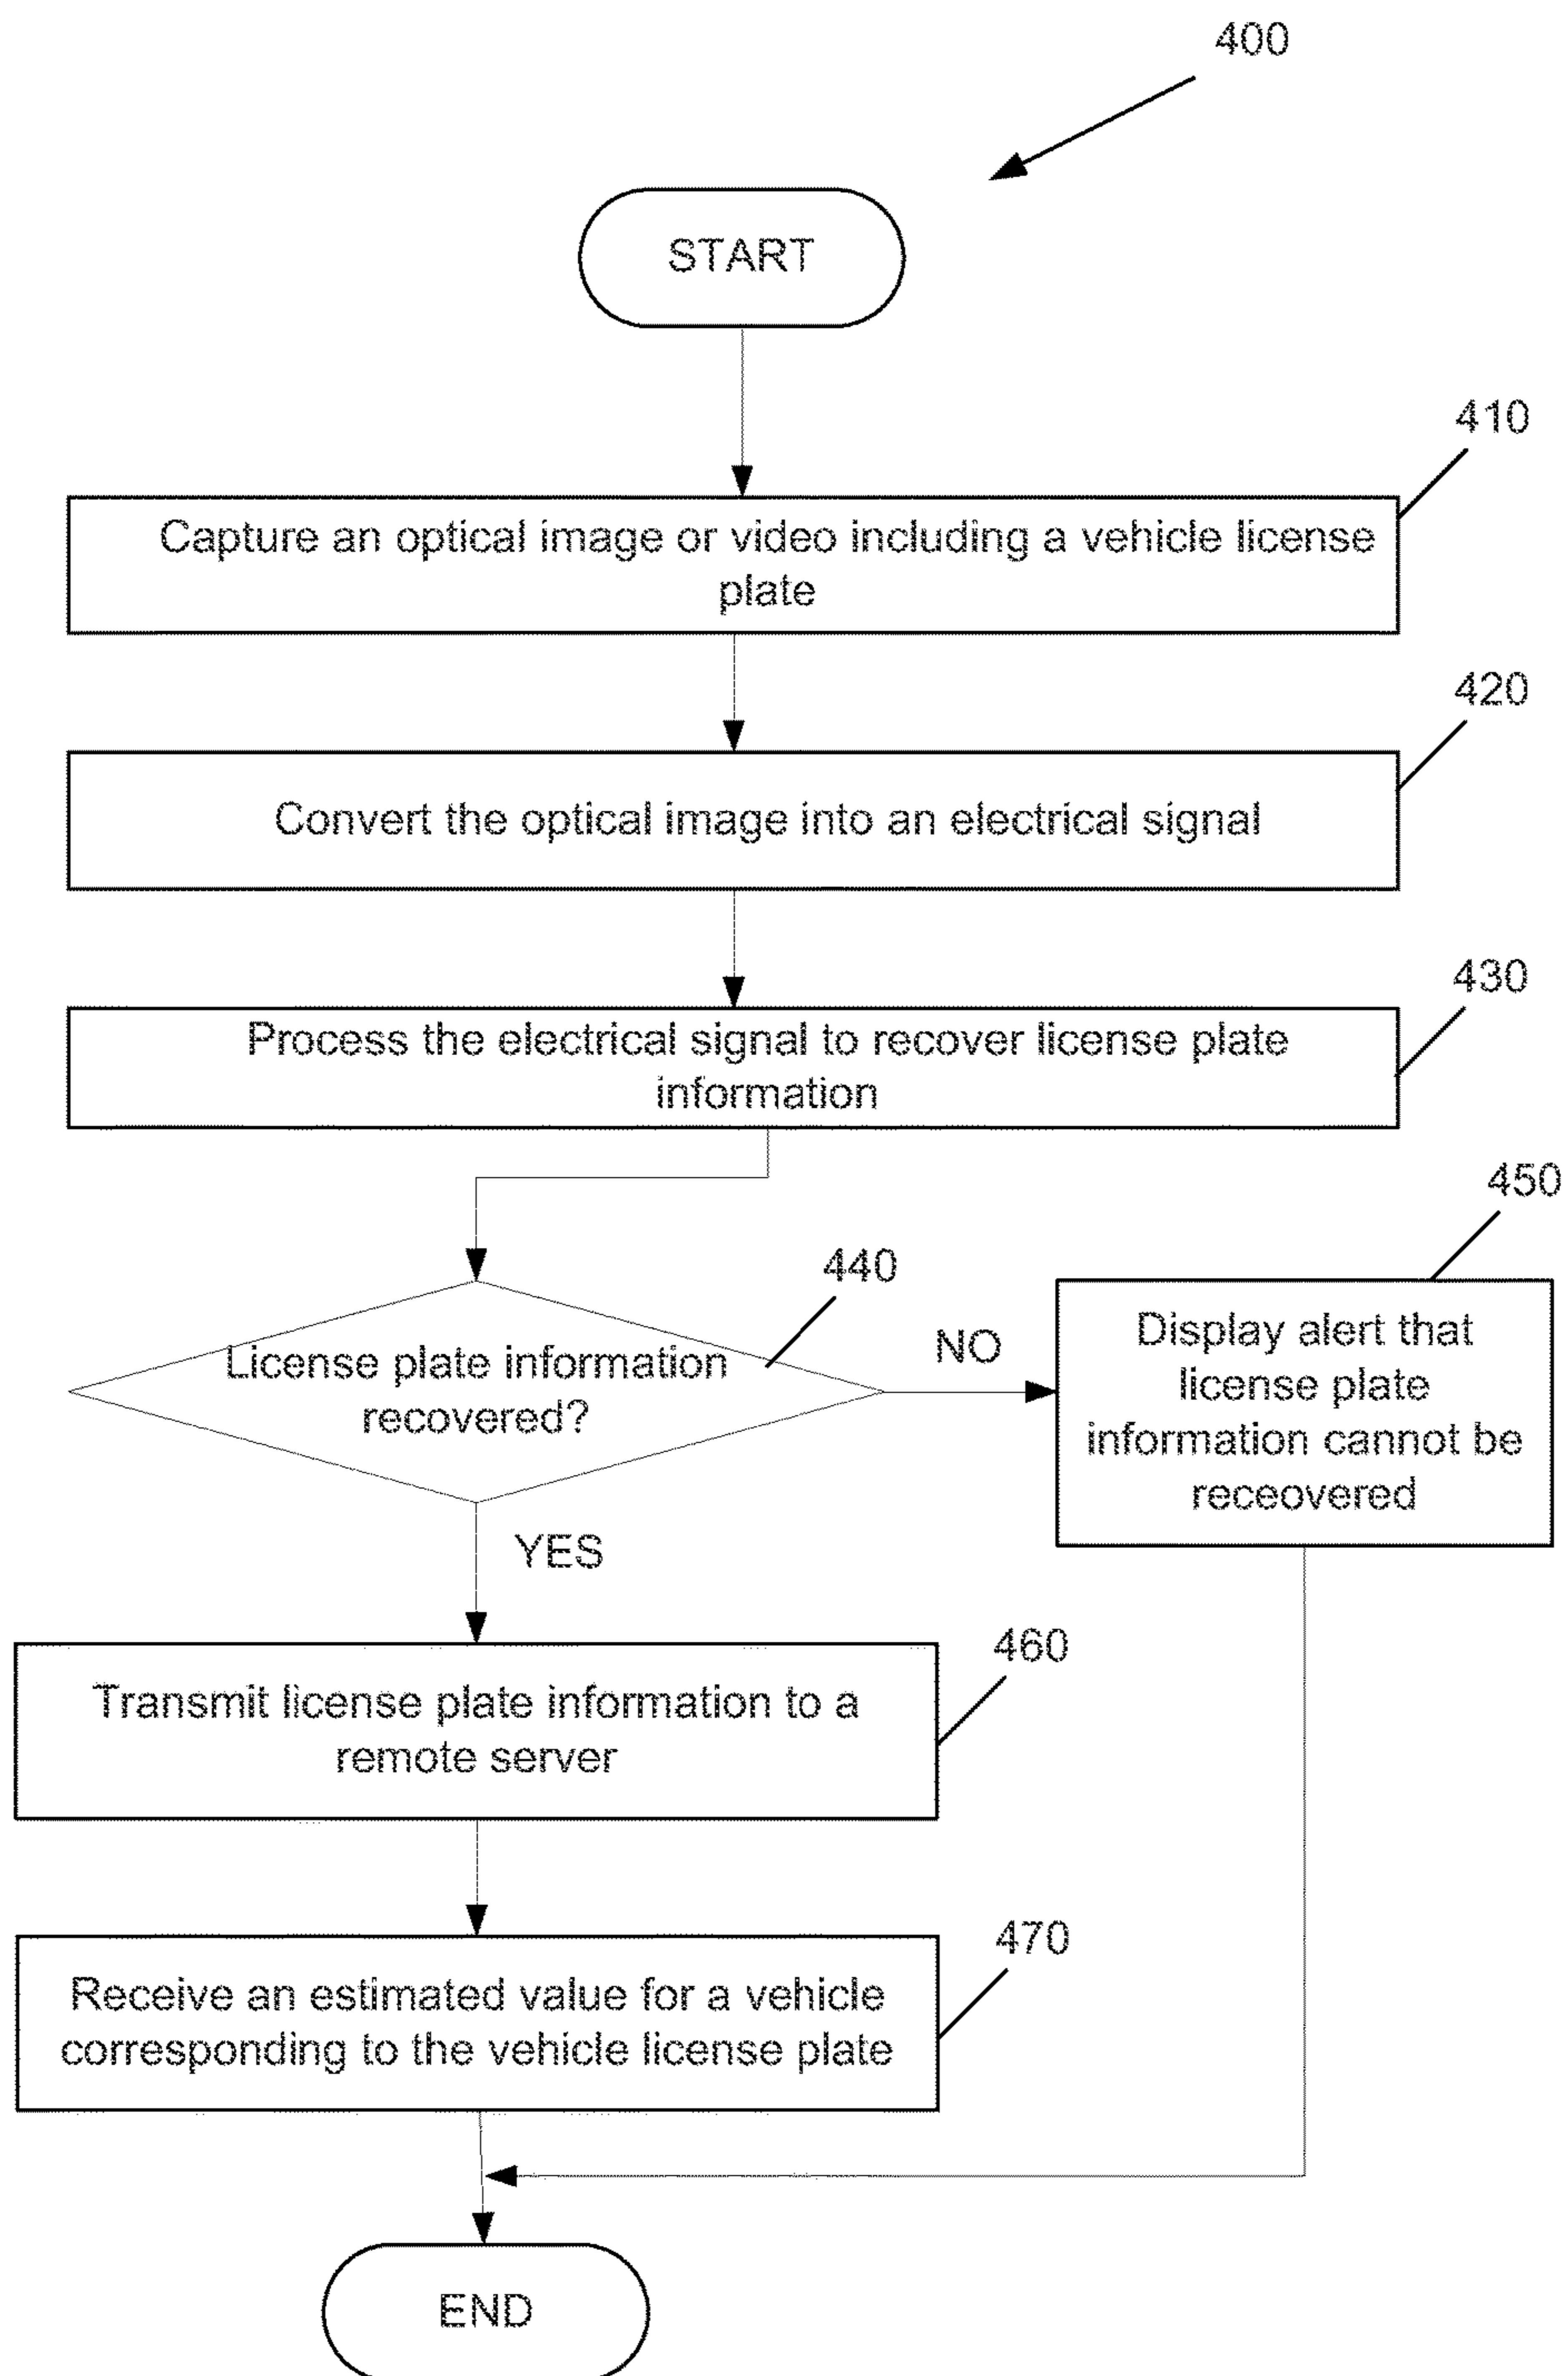 400
START
410
Capture an optical image or video including a vehicle license
plate
420
Convert the optical image into an electrical signal
430
Process the electrical signal to recover license plate
information
440
License plate information
recovered?
NO
450
Display alert that
license plate
information cannot be
receovered
YES
460
Transmit license plate information to a
remote server
470
Receive an estimated value for a vehicle
corresponding to the vehicle license plate
END